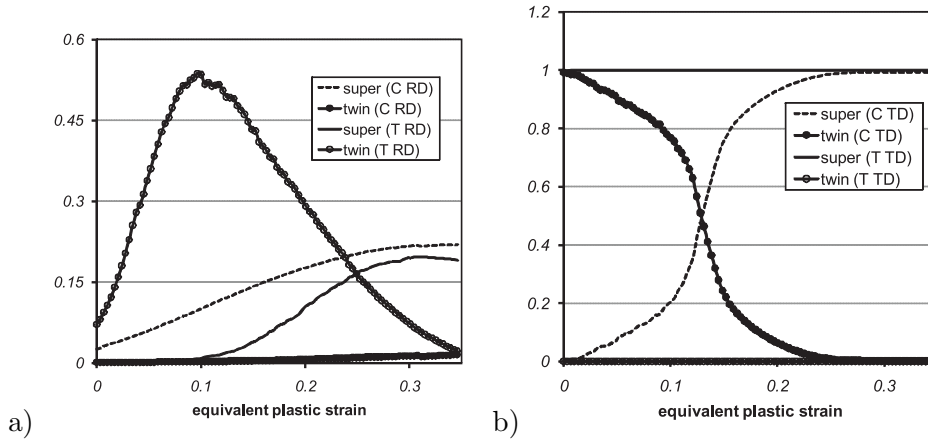 0.6
0.45
0.3
0.15
0
0
0.1
0.2
0.3
super (C RD)
twin (C RD)
super (T RD)
twin (T RD)
equivalent plastic strain
a)
1.2
1
0.8
0.6
0.4
0.2
0
0
0.1
0.2
0.3
super (C TD)
twin (C TD)
super (T TD)
twin (T TD)
equivalent plastic strain
b)